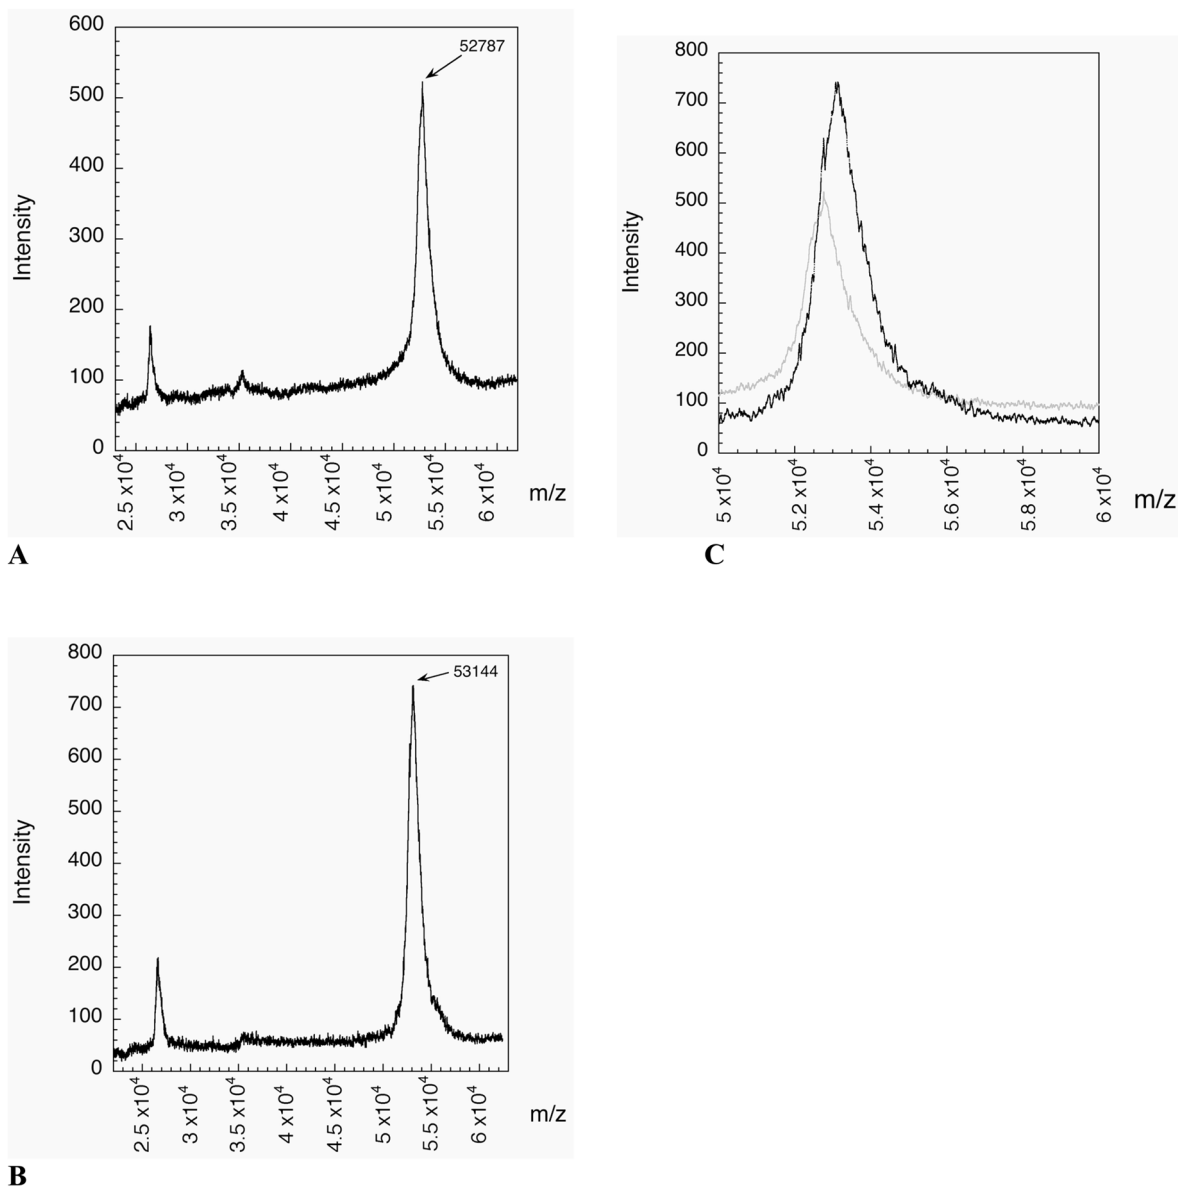 600
500
400
300
200
100
0
Intensity
52787
2.5 x10⁴
3 x10⁴
3.5 x10⁴
4 x10⁴
4.5 x10⁴
5 x10⁴
5.5 x10⁴
6 x10⁴
m/z
A
800
700
600
500
400
300
200
100
0
Intensity
5 x10⁴
5.2 x10⁴
5.4 x10⁴
5.6 x10⁴
5.8 x10⁴
6 x10⁴
m/z
C
800
700
600
500
400
300
200
100
0
Intensity
53144
2.5 x10⁴
3 x10⁴
3.5 x10⁴
4 x10⁴
4.5 x10⁴
5 x10⁴
5.5 x10⁴
6 x10⁴
m/z
B